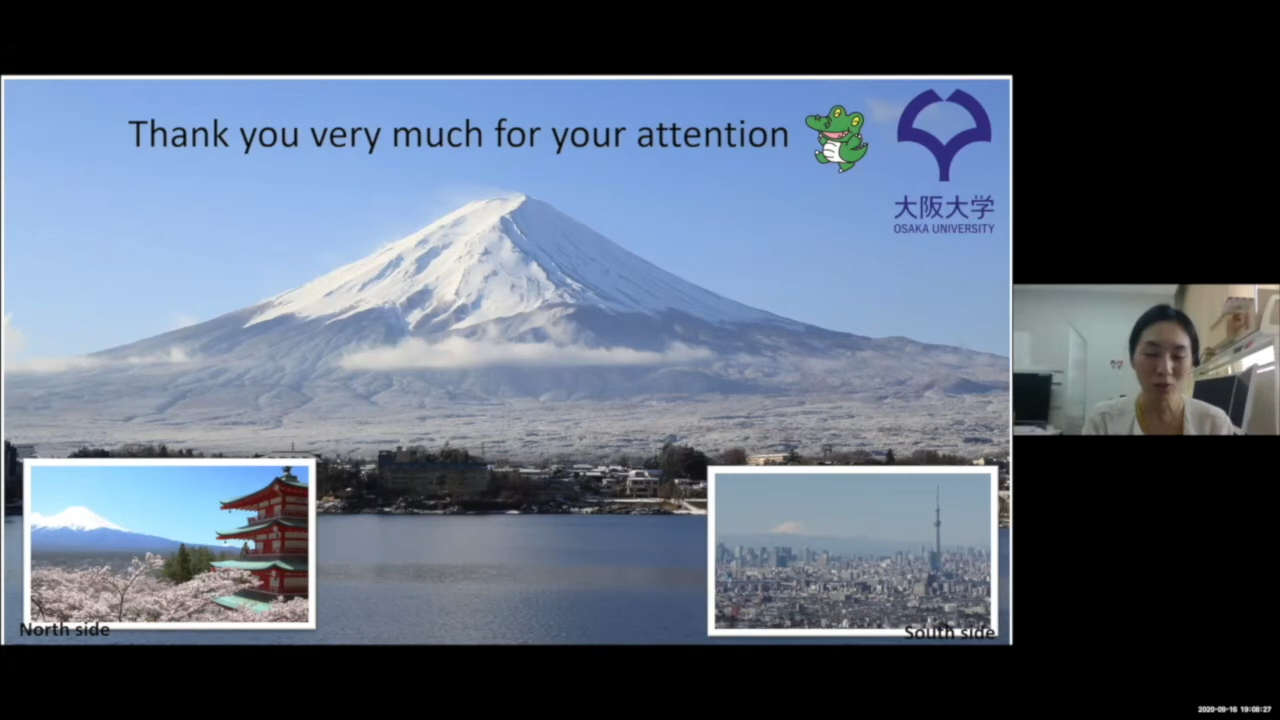 Thank you very much for your attention
大阪大学
OSAKA UNIVERSITY
North side
South side
2020-09-16 19:08:27